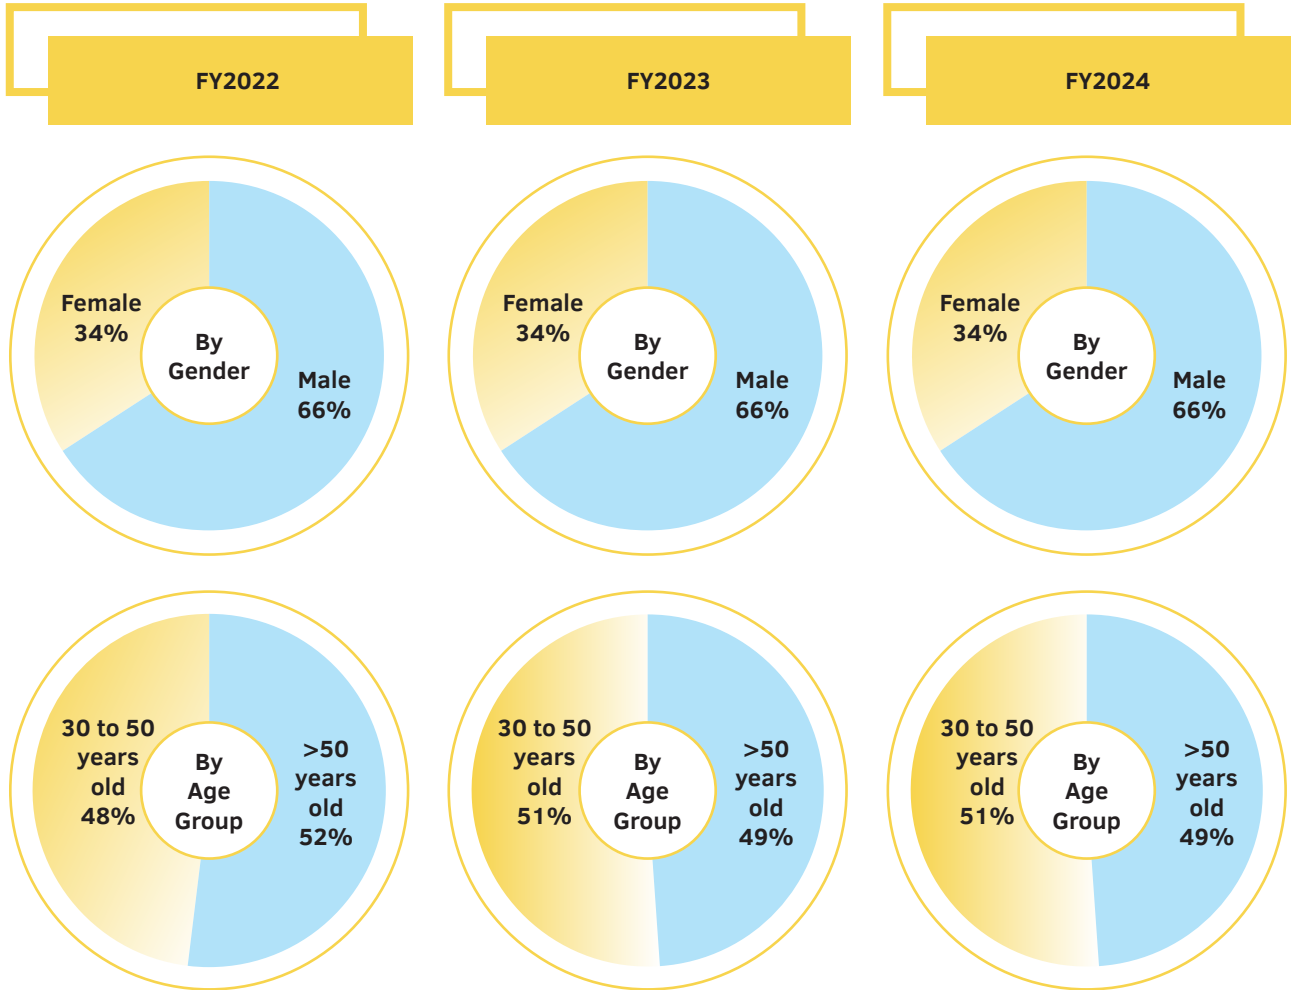 FY2022
FY2023
FY2024
Female
34%
By
Gender
Male
66%
Female
34%
By
Gender
Male
66%
Female
34%
By
Gender
Male
66%
30 to 50
years
old
48%
By
Age
Group
>50
years
old
52%
30 to 50
years
old
51%
By
Age
Group
>50
years
old
49%
30 to 50
years
old
51%
By
Age
Group
>50
years
old
49%